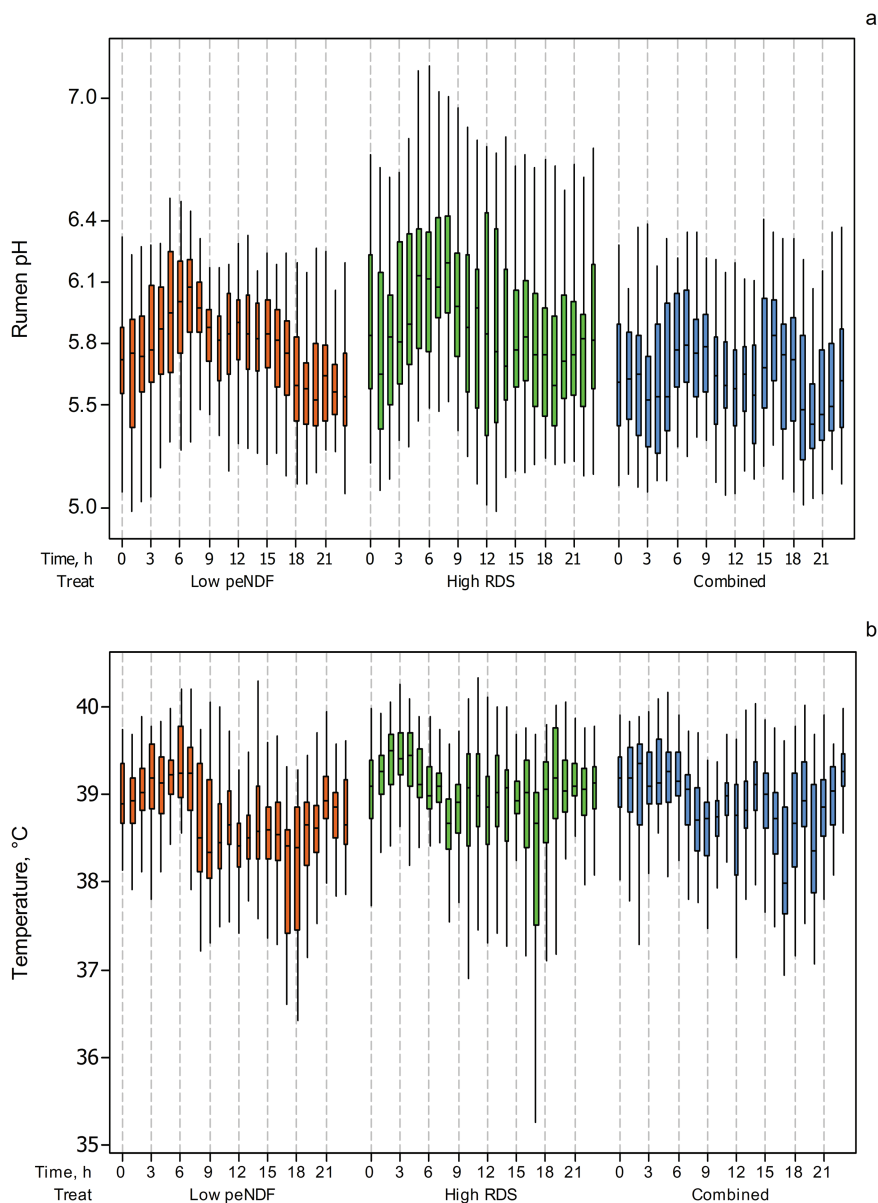 a
7.0
6.4
6.1
5.8
5.5
5.0
Rumen pH
Time, h 0 3 6 9 12 15 18 21 0 3 6 9 12 15 18 21 0 3 6 9 12 15 18 21
Treat Low peNDF High RDS Combined
b
40
39
38
37
36
35
Temperature, °C
Time, h 0 3 6 9 12 15 18 21 0 3 6 9 12 15 18 21 0 3 6 9 12 15 18 21
Treat Low peNDF High RDS Combined